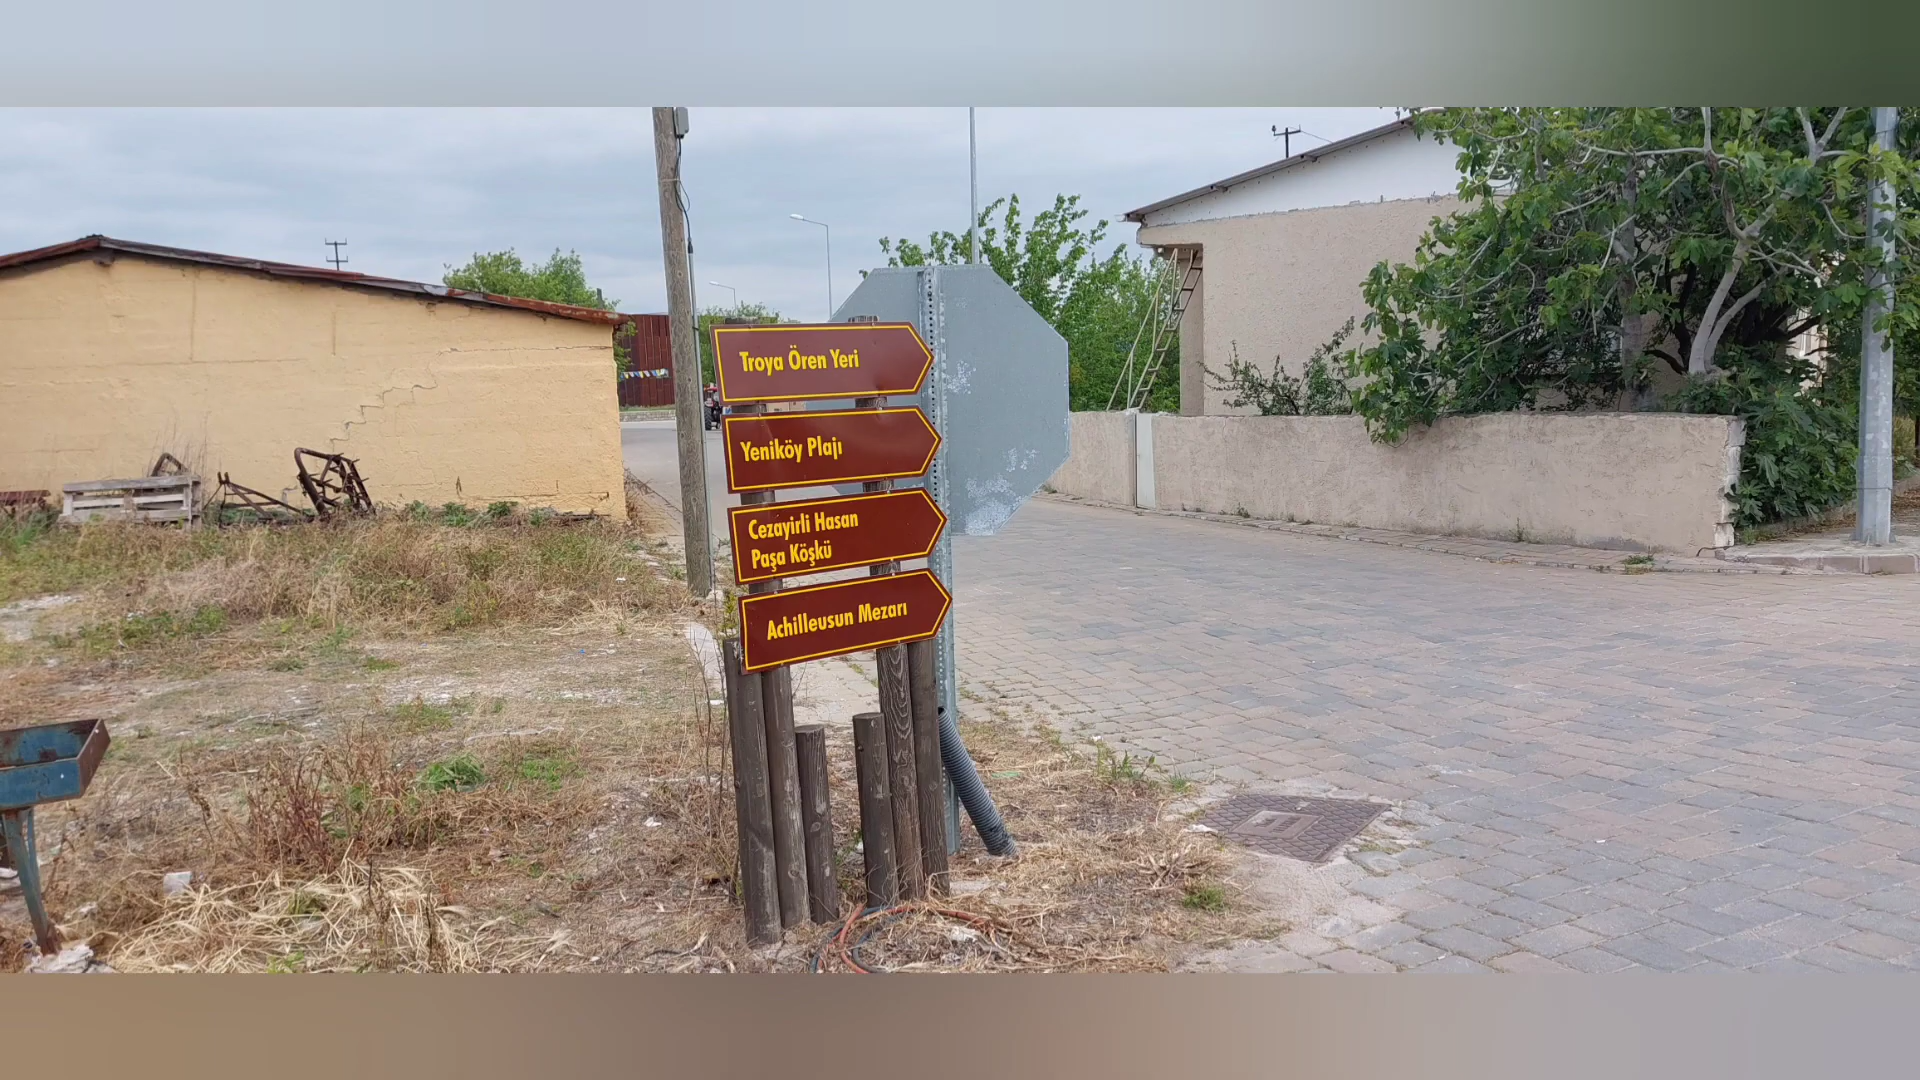 Troya Ören Yeri
Yeniköy Plajı
Cezayirli Hasan
Paşa Köşkü
Achilleusun Mezarı